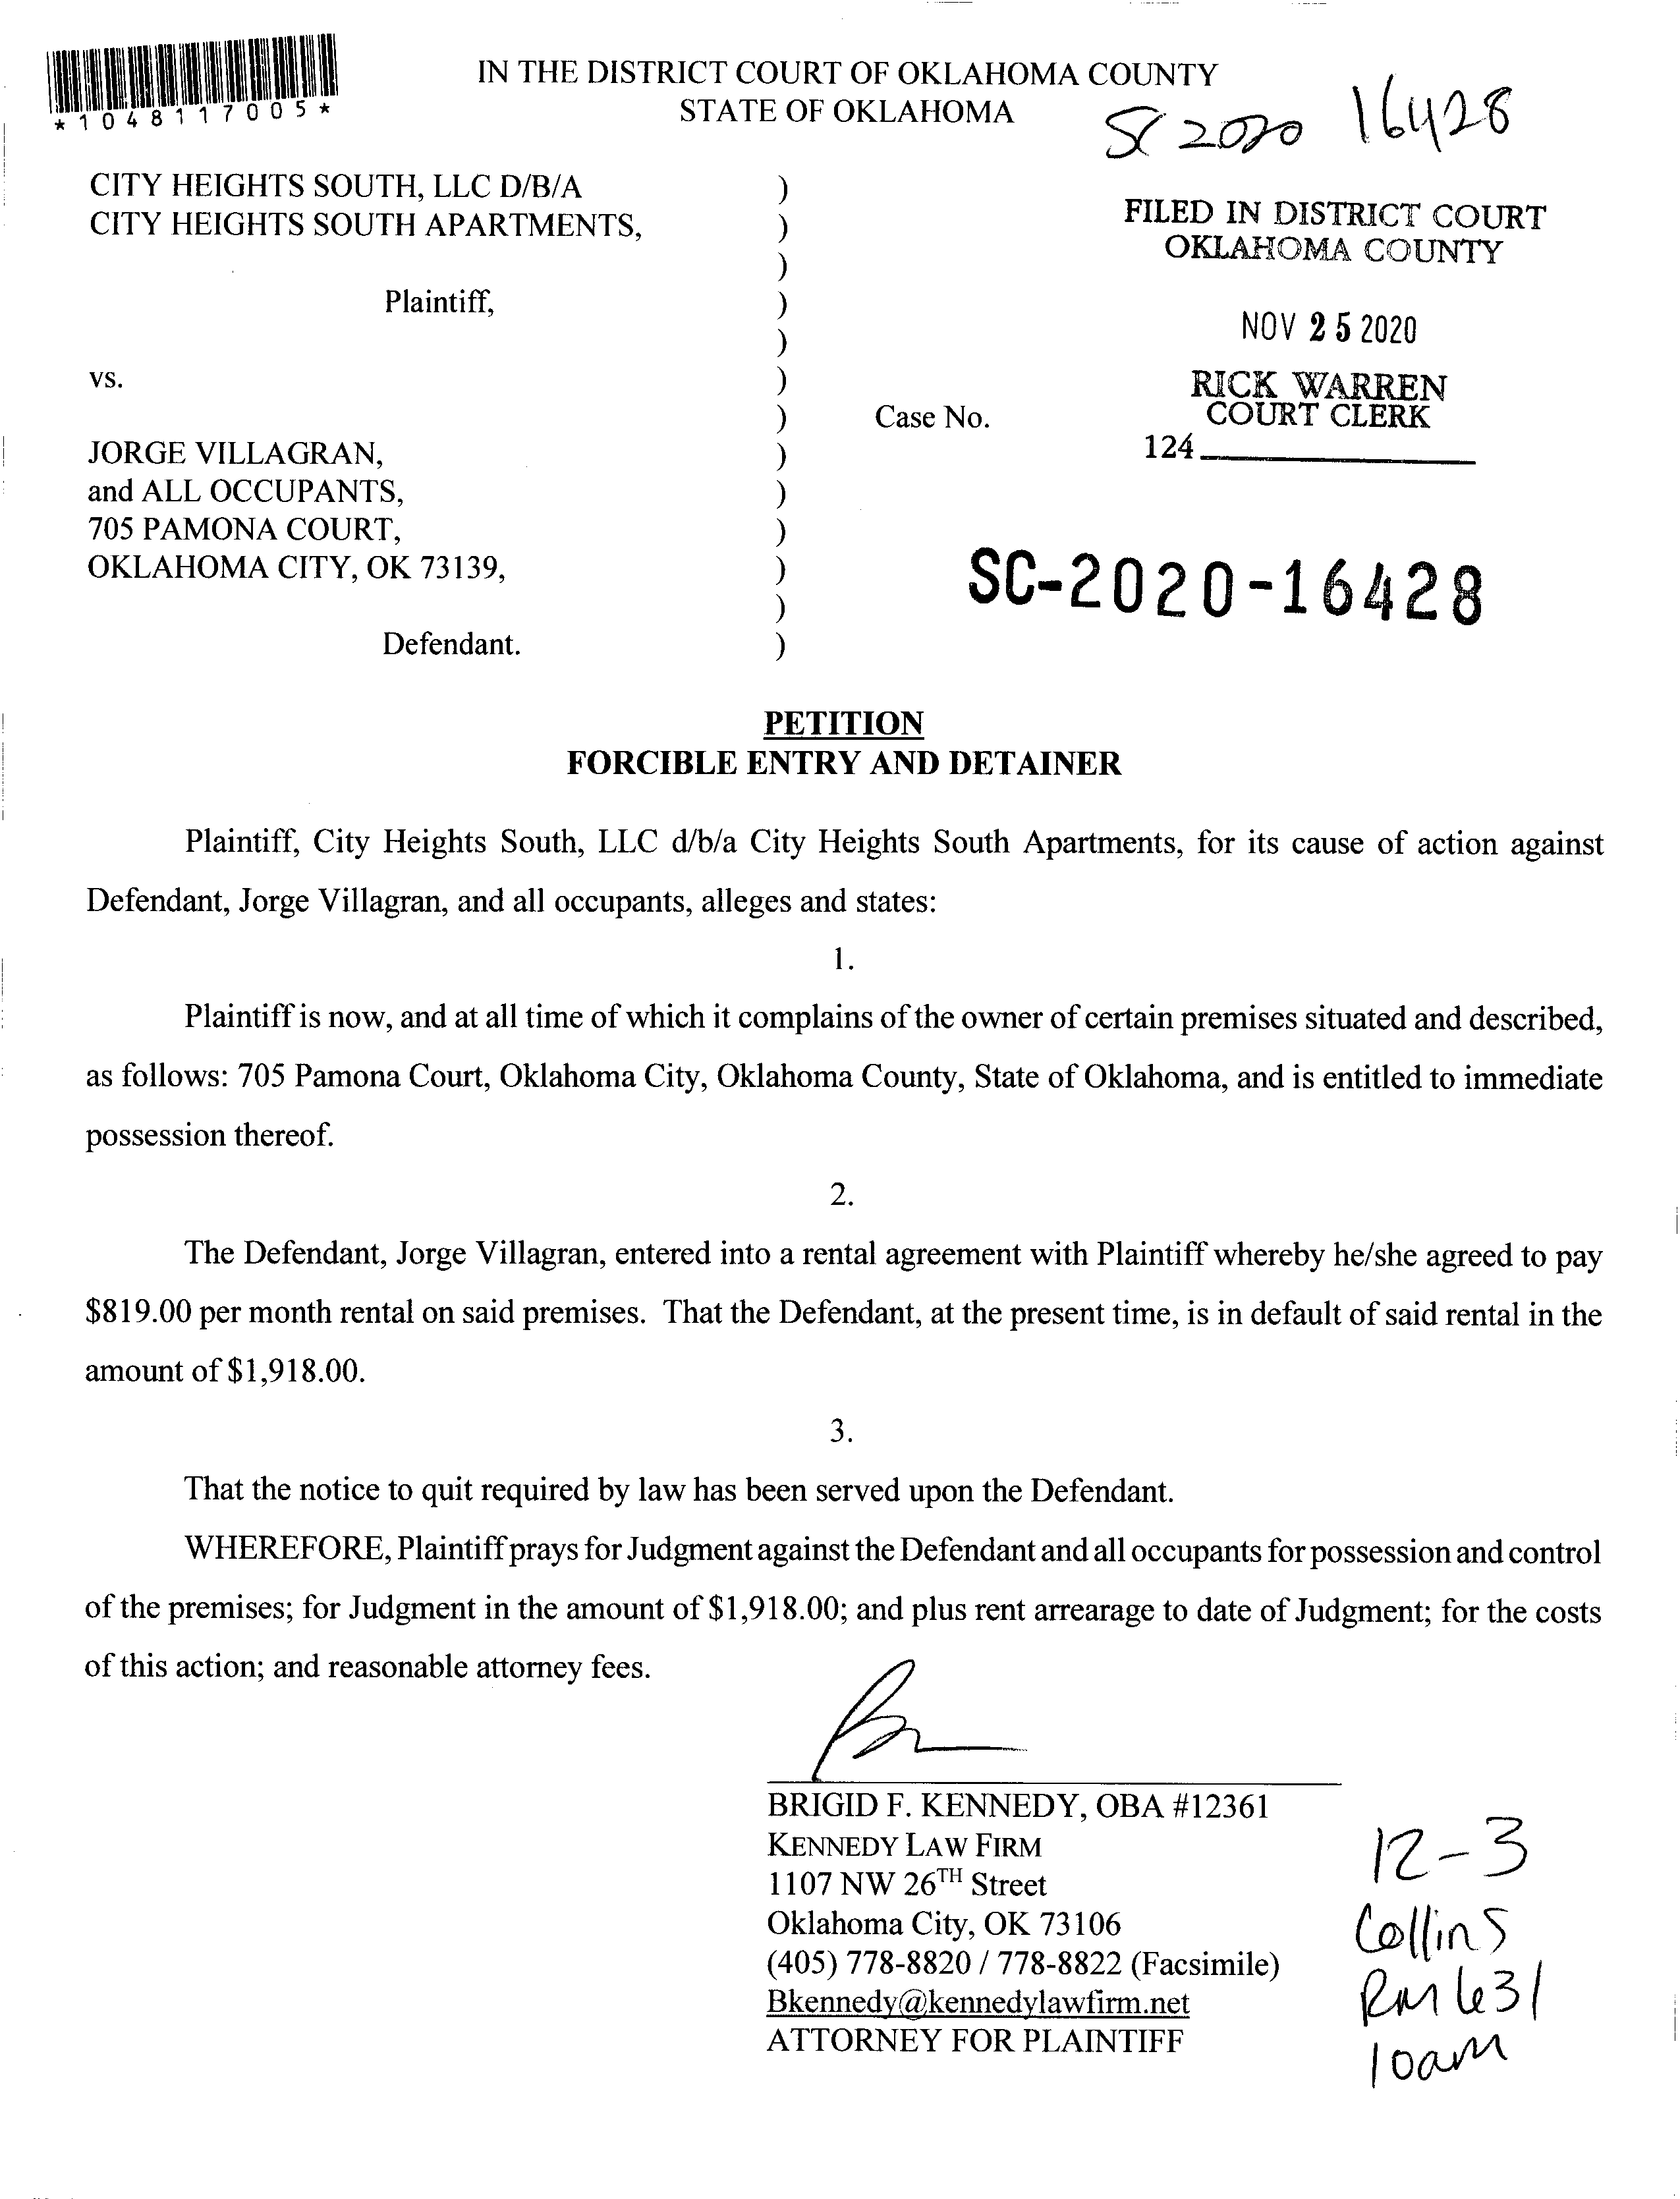 *1048117005*
IN THE DISTRICT COURT OF OKLAHOMA COUNTY
STATE OF OKLAHOMA
SC 2020 16428
CITY HEIGHTS SOUTH, LLC D/B/A )
CITY HEIGHTS SOUTH APARTMENTS, )
)
Plaintiff, )
)
vs. )
) Case No.
JORGE VILLAGRAN, )
and ALL OCCUPANTS, )
705 PAMONA COURT, )
OKLAHOMA CITY, OK 73139, )
)
Defendant. )
FILED IN DISTRICT COURT
OKLAHOMA COUNTY
NOV 25 2020
RICK WARREN
COURT CLERK
124
SC-2020-16428
PETITION
FORCIBLE ENTRY AND DETAINER
Plaintiff, City Heights South, LLC d/b/a City Heights South Apartments, for its cause of action against
Defendant, Jorge Villagran, and all occupants, alleges and states:
1.
Plaintiff is now, and at all time of which it complains of the owner of certain premises situated and described,
as follows: 705 Pamona Court, Oklahoma City, Oklahoma County, State of Oklahoma, and is entitled to immediate
possession thereof.
2.
The Defendant, Jorge Villagran, entered into a rental agreement with Plaintiff whereby he/she agreed to pay
$819.00 per month rental on said premises. That the Defendant, at the present time, is in default of said rental in the
amount of $1,918.00.
3.
That the notice to quit required by law has been served upon the Defendant.
WHEREFORE, Plaintiff prays for Judgment against the Defendant and all occupants for possession and control
of the premises; for Judgment in the amount of $1,918.00; and plus rent arrearage to date of Judgment; for the costs
of this action; and reasonable attorney fees.
BRIGID F. KENNEDY, OBA #12361
KENNEDY LAW FIRM
1107 NW 26TH Street
Oklahoma City, OK 73106
(405) 778-8820 / 778-8822 (Facsimile)
Bkennedy@kennedylawfirm.net
ATTORNEY FOR PLAINTIFF
12-3
Collins
Rm 631
10am